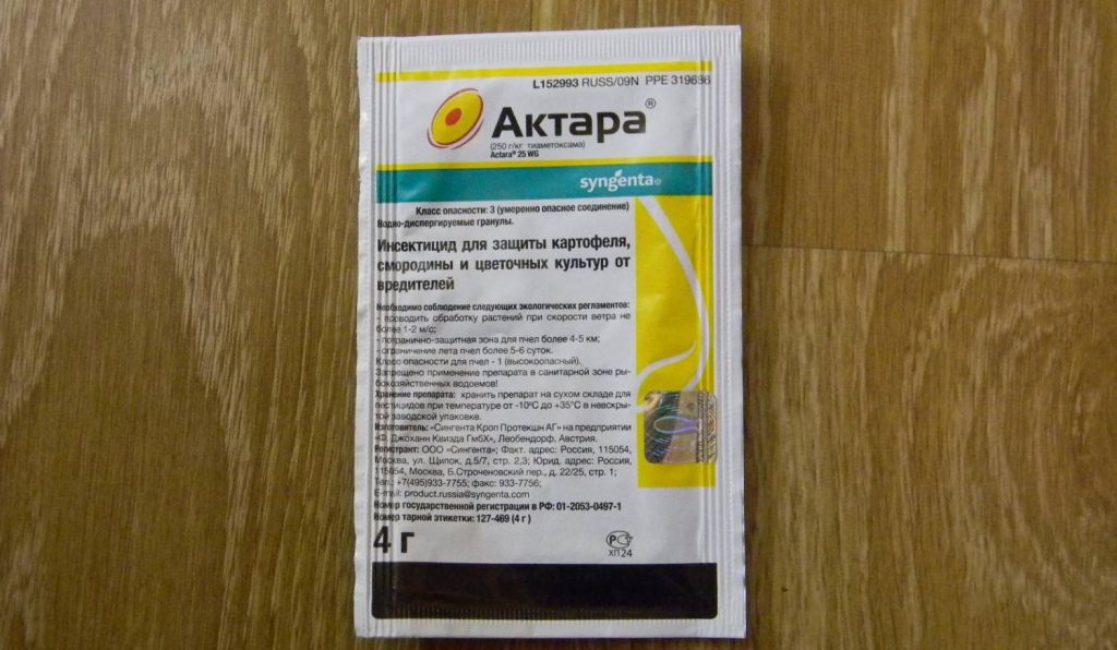 L152993 RUSS/09N PPE 319636
Актара®
(250 г/кг тиаметоксама)
Actara® 25 WG
syngenta
Класс опасности: 3 (умеренно опасное соединение)
Водно-диспергируемые гранулы.
Инсектицид для защиты картофеля,
смородины и цветочных культур от
вредителей
Необходимо соблюдение следующих экологических регламентов:
- проводить обработку растений при скорости ветра не
более 1-2 м/с;
- погранично-защитная зона для пчел более 4-5 км;
- ограничение лета пчел более 5-6 суток.
Класс опасности для пчел - 1 (высокоопасный).
Запрещено применение препарата в санитарной зоне ры-
бохозяйственных водоемов!
Хранение препарата: хранить препарат на сухом складе для
пестицидов при температуре от -10°C до +35°C в невскры-
той заводской упаковке.
Изготовитель: «Сингента Кроп Протекшн АГ» на предприятии
«Ф. Джоханн Квизда ГмбХ», Леобендорф, Австрия.
Регистрант: ООО «Сингента»; Факт. адрес: Россия, 115054,
Москва, ул. Щипок, д.5/7, стр. 2,3; Юрид. адрес: Россия,
115054, Москва, Б.Строченовский пер., д. 22/25, стр. 1;
Тел.: +7(495)933-7755; факс: 933-7756;
E-mail: product.russia@syngenta.com
Номер государственной регистрации в РФ: 01-2053-0497-1
Номер тарной этикетки: 127-469 (4 г )
4 г
ХП24